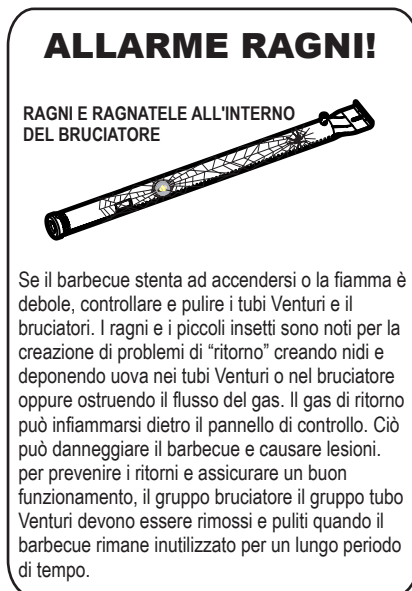 ALLARME RAGNI!
RAGNI E RAGNATELE ALL'INTERNO
DEL BRUCIATORE
Se il barbecue stenta ad accendersi o la fiamma è
debole, controllare e pulire i tubi Venturi e il
bruciatori. I ragni e i piccoli insetti sono noti per la
creazione di problemi di “ritorno” creando nidi e
deponendo uova nei tubi Venturi o nel bruciatore
oppure ostruendo il flusso del gas. Il gas di ritorno
può infiammarsi dietro il pannello di controllo. Ciò
può danneggiare il barbecue e causare lesioni.
per prevenire i ritorni e assicurare un buon
funzionamento, il gruppo bruciatore il gruppo tubo
Venturi devono essere rimossi e puliti quando il
barbecue rimane inutilizzato per un lungo periodo
di tempo.